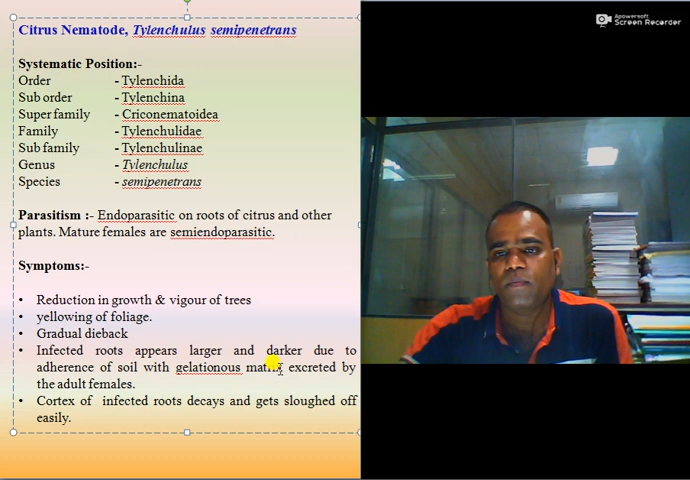 Citrus Nematode, Tylenchulus semipenetrans
Systematic Position:-
Order - Tylenchida
Sub order - Tylenchina
Super family - Criconematoidea
Family - Tylenchulidae
Sub family - Tylenchulinae
Genus - Tylenchulus
Species - semipenetrans
Parasitism :- Endoparasitic on roots of citrus and other
plants. Mature females are semiendoparasitic.
Symptoms:-
• Reduction in growth & vigour of trees
• yellowing of foliage.
• Gradual dieback
• Infected roots appears larger and darker due to
adherence of soil with gelationous matrix excreted by
the adult females.
• Cortex of infected roots decays and gets sloughed off
easily.
Apowersoft
Screen Recorder